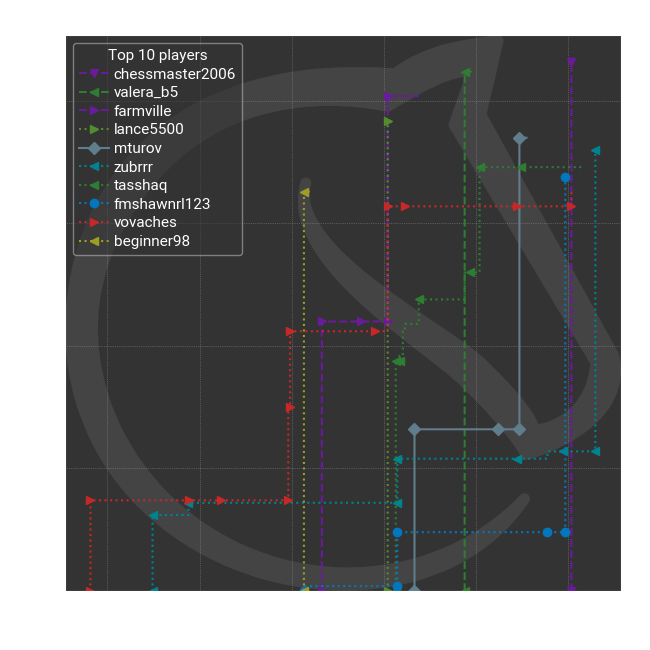 Top 10 players
chessmaster2006
valera_b5
farmville
lance5500
mturov
zubrrr
tasshaq
fmshawnrl123
vovaches
beginner98